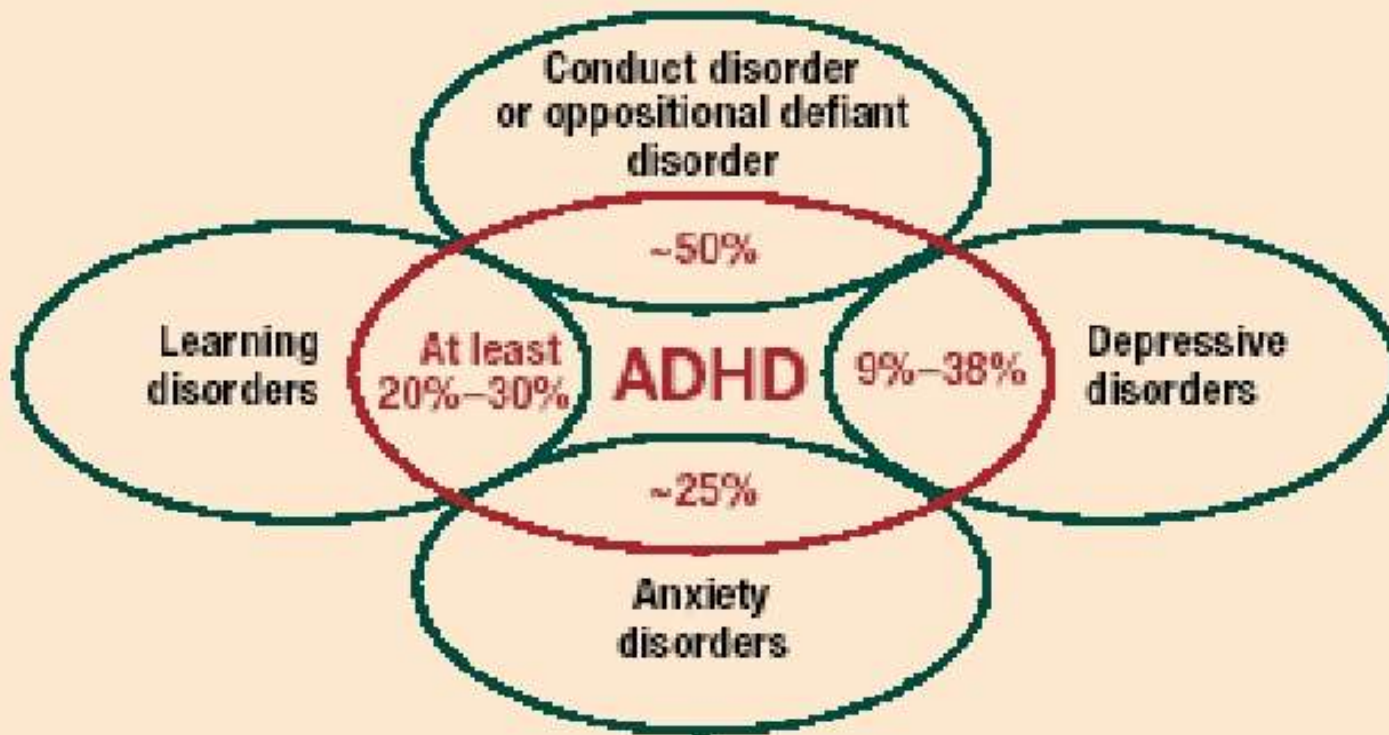 Conduct disorder
or oppositional defiant
disorder
~50%
Learning
disorders
At least
20%–30%
ADHD
9%–38%
Depressive
disorders
~25%
Anxiety
disorders